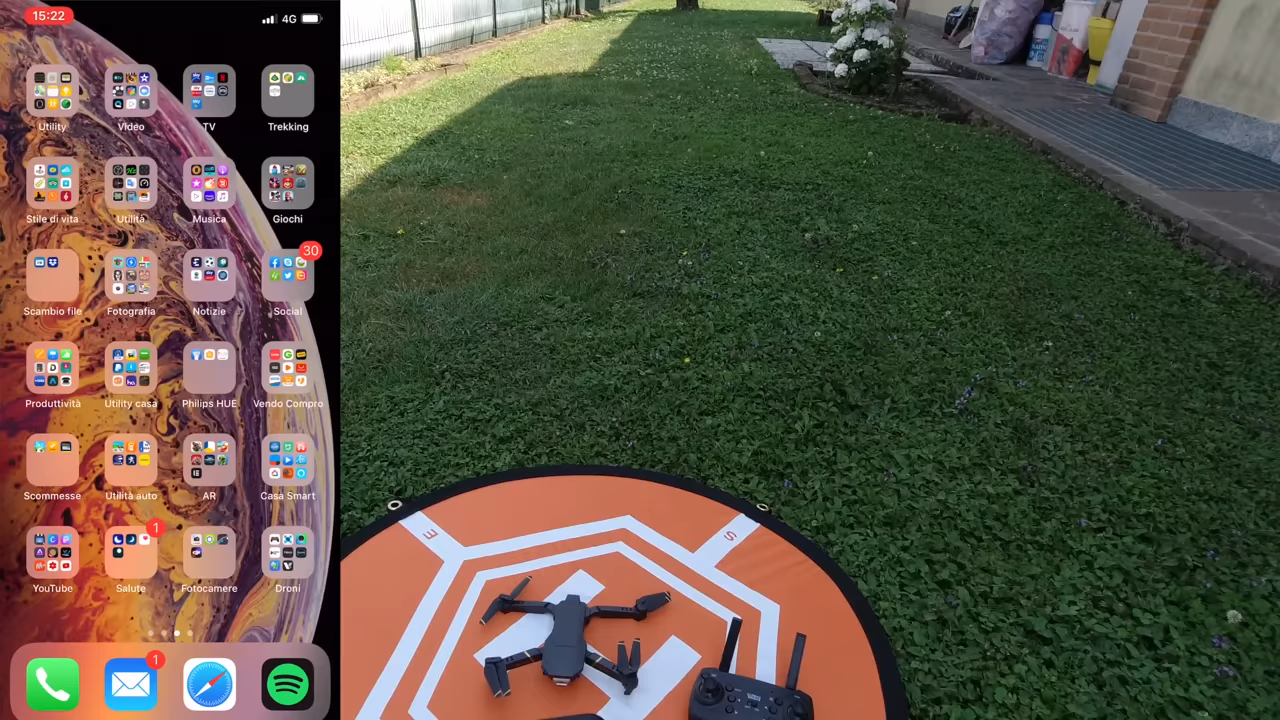 15:22
4G
Utility
Video
TV
Trekking
Stile di vita
Utilità
Musica
Giochi
30
Scambio file
Fotografia
Notizie
Social
Produttività
Utility casa
Philips HUE
Vendo Compro
Scommesse
Utilità auto
AR
Casa Smart
1
YouTube
Salute
Fotocamere
Droni
1
E
S
H